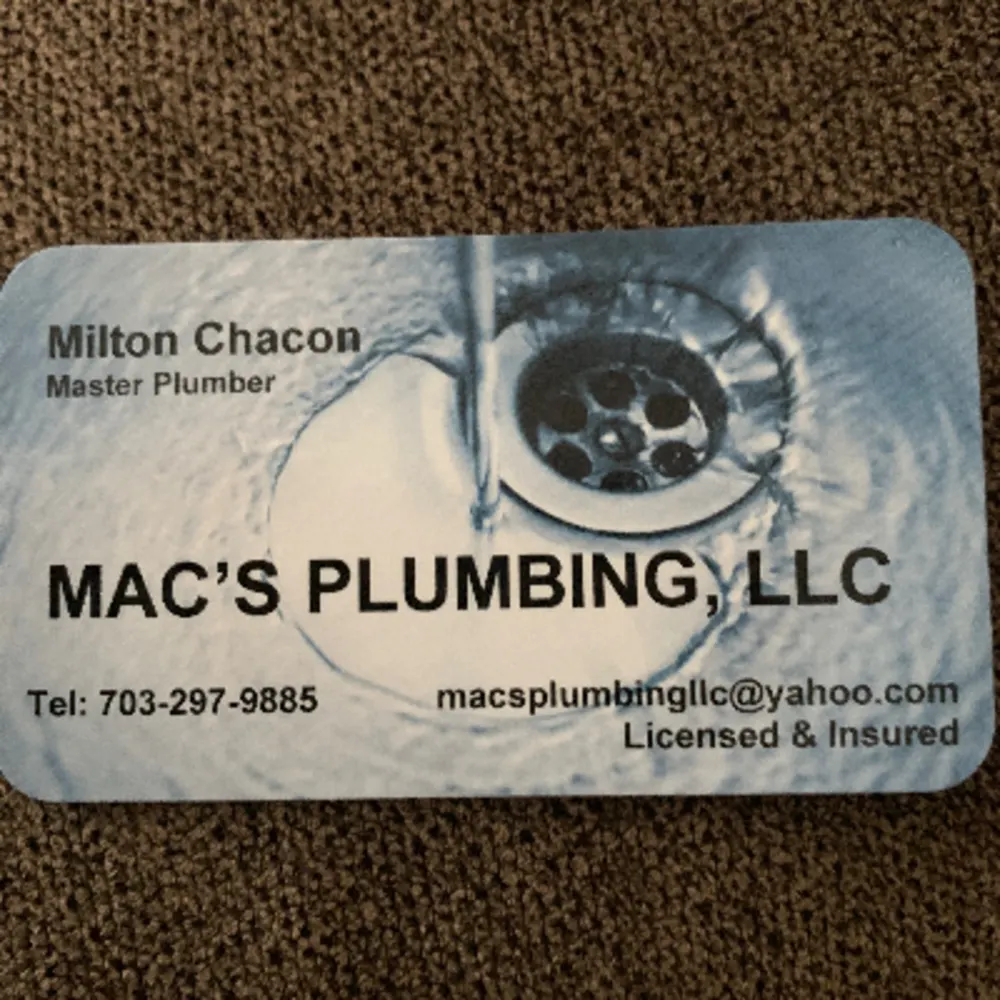 Milton Chacon
Master Plumber
MAC'S PLUMBING, LLC
Tel: 703-297-9885
macsplumbingllc@yahoo.com
Licensed & Insured